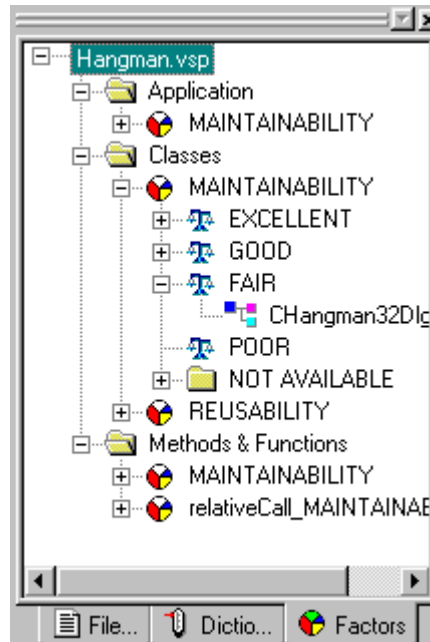 Hangman.vsp
Application
MAINTAINABILITY
Classes
MAINTAINABILITY
EXCELLENT
GOOD
FAIR
CHangman32Dlg
POOR
NOT AVAILABLE
REUSABILITY
Methods & Functions
MAINTAINABILITY
relativeCall_MAINTAINAB
File... Dictio... Factors